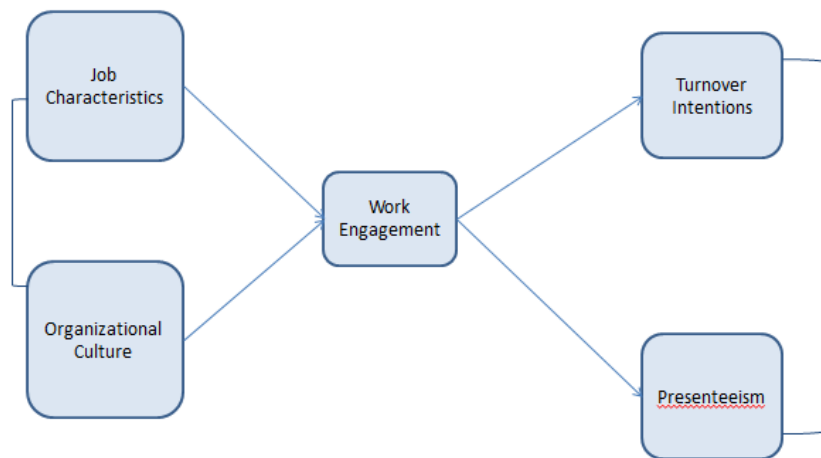 Job
Characteristics
Turnover
Intentions
Work
Engagement
Organizational
Culture
Presenteeism